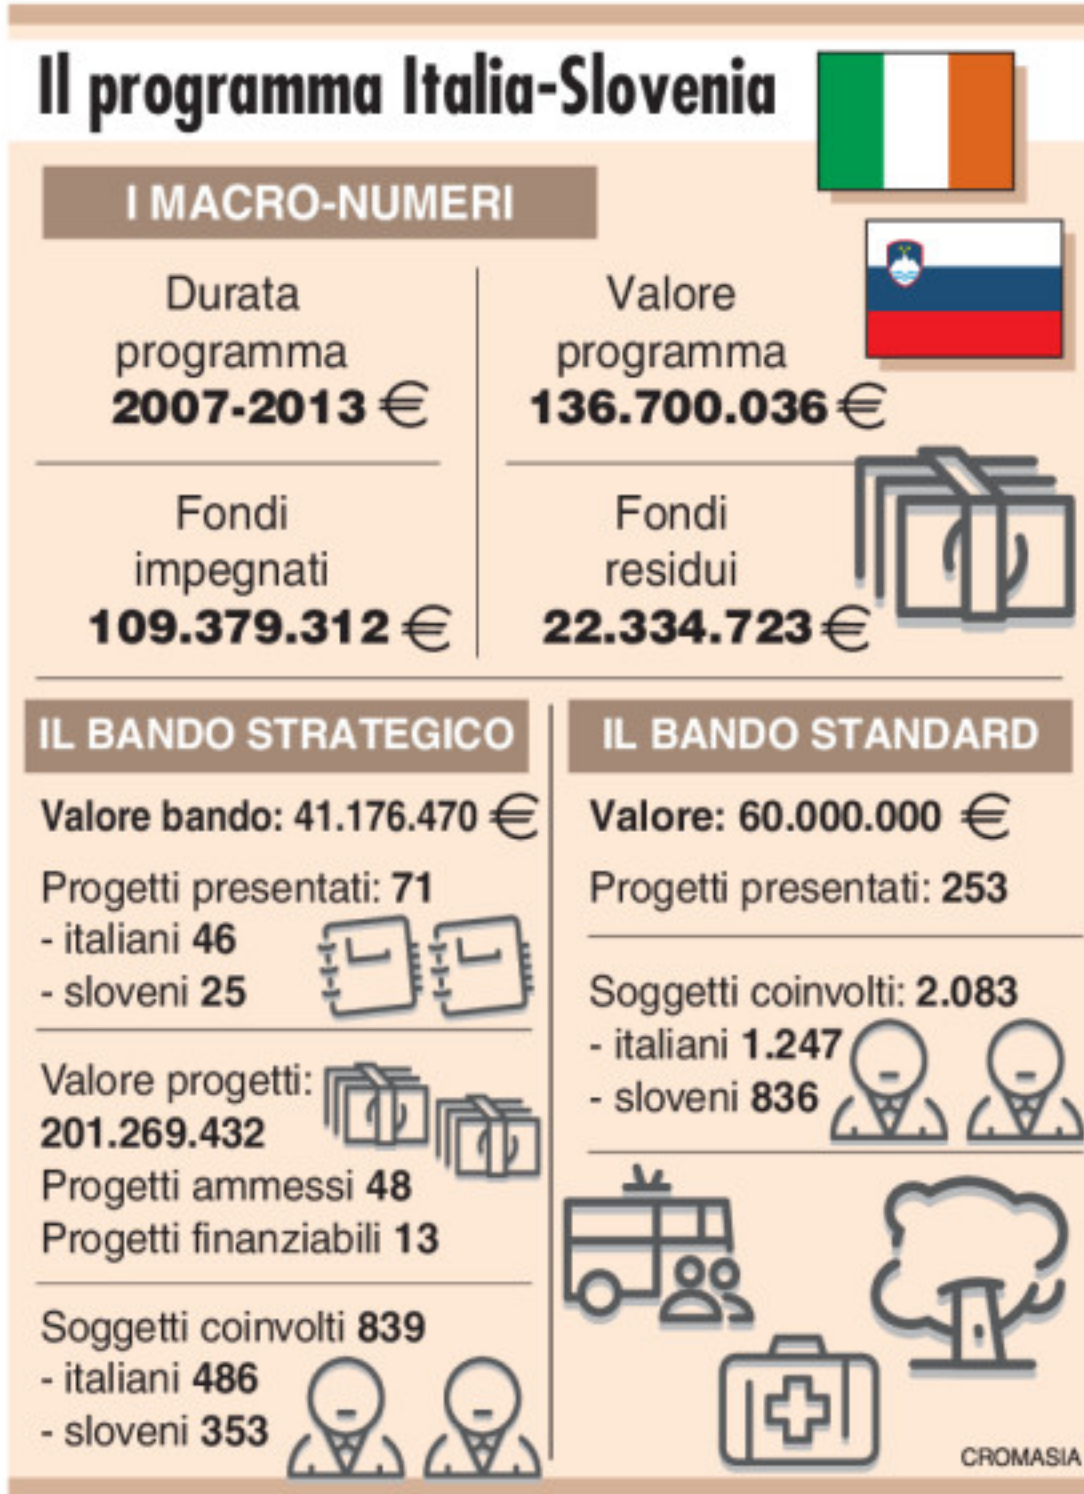 Il programma Italia-Slovenia
I MACRO-NUMERI
Durata
programma
2007-2013 €
Valore
programma
136.700.036 €
Fondi
impegnati
109.379.312 €
Fondi
residui
22.334.723 €
IL BANDO STRATEGICO
Valore bando: 41.176.470 €
Progetti presentati: 71
- italiani 46
- sloveni 25
Valore progetti:
201.269.432
Progetti ammessi 48
Progetti finanziabili 13
Soggetti coinvolti 839
- italiani 486
- sloveni 353
IL BANDO STANDARD
Valore: 60.000.000 €
Progetti presentati: 253
Soggetti coinvolti: 2.083
- italiani 1.247
- sloveni 836
CROMASIA